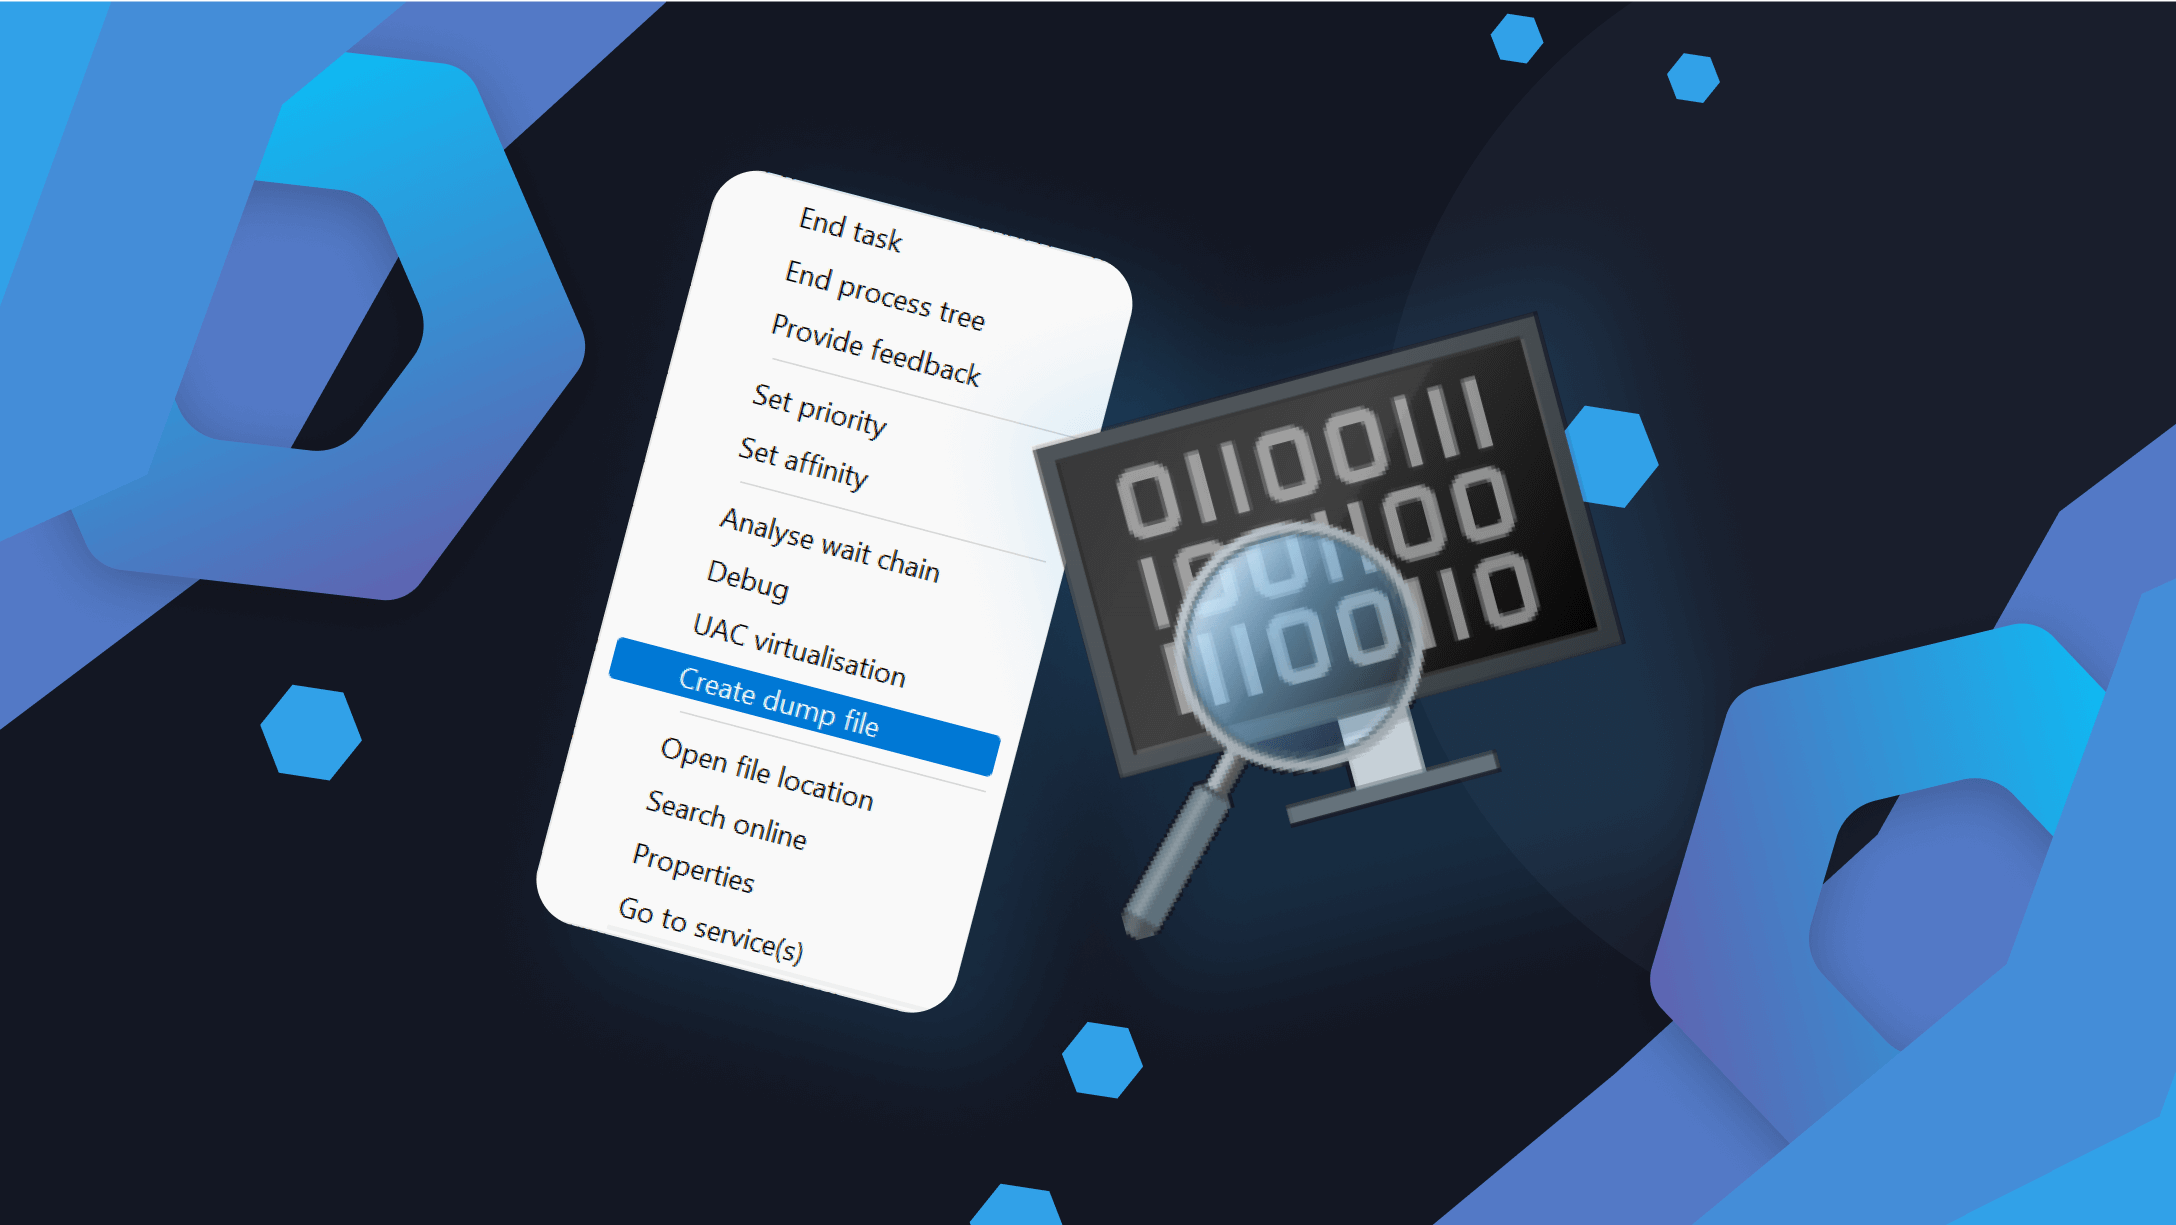 End task
End process tree
Provide feedback
Set priority
Set affinity
Analyse wait chain
Debug
UAC virtualisation
Create dump file
Open file location
Search online
Properties
Go to service(s)
01100111